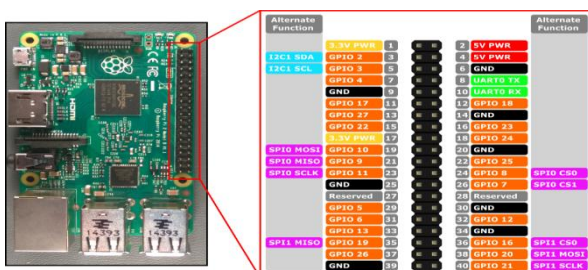 Alternate Function Alternate Function
3.3V PWR 1 2 5V PWR
I2C1 SDA GPIO 2 3 4 5V PWR
I2C1 SCL GPIO 3 5 6 GND
GPIO 4 7 8 UART0 TX
GND 9 10 UART0 RX
GPIO 17 11 12 GPIO 18
GPIO 27 13 14 GND
GPIO 22 15 16 GPIO 23
3.3V PWR 17 18 GPIO 24
SPI0 MOSI GPIO 10 19 20 GND
SPI0 MISO GPIO 9 21 22 GPIO 25
SPI0 SCLK GPIO 11 23 24 GPIO 8 SPI0 CS0
GND 25 26 GPIO 7 SPI0 CS1
Reserved 27 28 Reserved
GPIO 5 29 30 GND
GPIO 6 31 32 GPIO 12
GPIO 13 33 34 GND
SPI1 MISO GPIO 19 35 36 GPIO 16 SPI1 CS0
GPIO 26 37 38 GPIO 20 SPI1 MOSI
GND 39 40 GPIO 21 SPI1 SCLK
HDMI
14393 14393